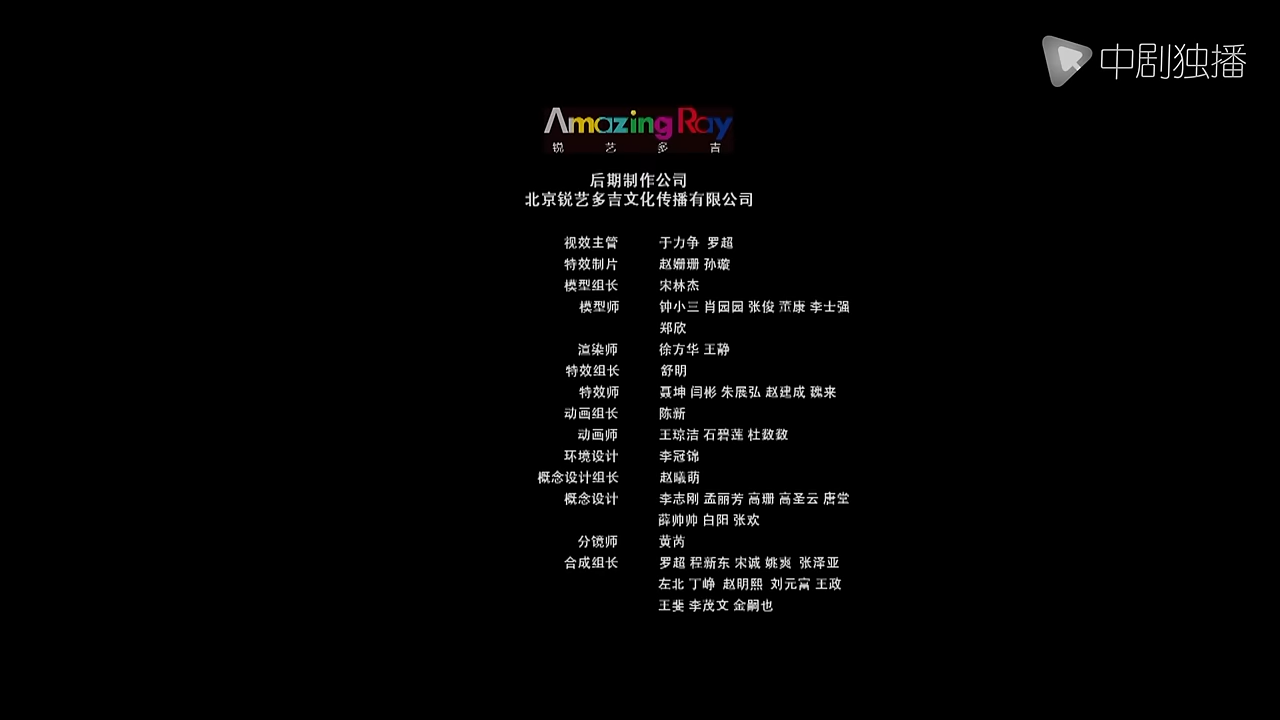 中剧独播
Amazing Ray
锐艺多吉
后期制作公司
北京锐艺多吉文化传播有限公司
视效主管 于力争 罗超
特效制片 赵姗珊 孙璇
模型组长 宋林杰
模型师 钟小三 肖园园 张俊 董康 李士强
郑欣
渲染师 徐方华 王静
特效组长 舒明
特效师 聂坤 闫彬 朱展弘 赵建成 魏来
动画组长 陈新
动画师 王琼洁 石碧莲 杜数数
环境设计 李冠锦
概念设计组长 赵曦萌
概念设计 李志刚 孟丽芳 高珊 高圣云 唐堂
薛帅帅 白阳 张欢
分镜师 黄芮
合成组长 罗超 程新东 宋诚 姚爽 张泽亚
左北 丁峥 赵明熙 刘元富 王政
王斐 李茂文 金嗣也